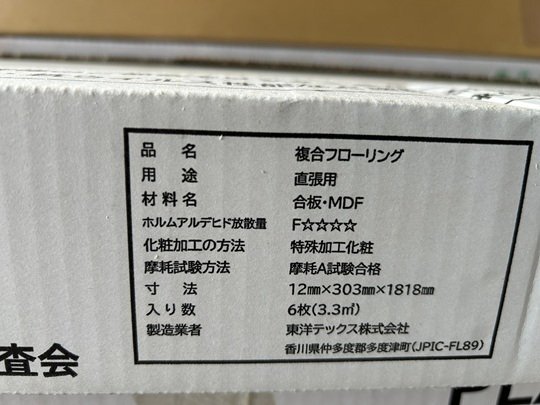 品 名 複合フローリング
用 途 直張用
材料名 合板・MDF
ホルムアルデヒド放散量 F☆☆☆☆
化粧加工の方法 特殊加工化粧
摩耗試験方法 摩耗A試験合格
寸 法 12㎜×303㎜×1818㎜
入り数 6枚(3.3㎡)
製造業者 東洋テックス株式会社
香川県仲多度郡多度津町(JPIC-FL89)
査会